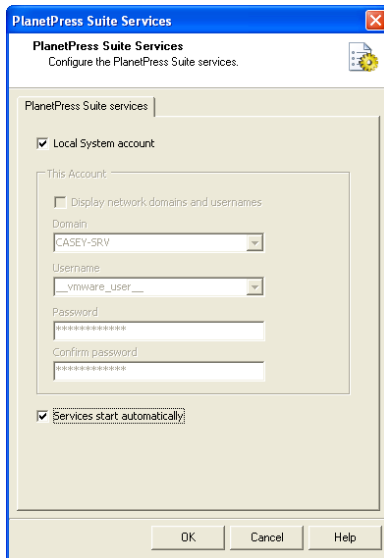 PlanetPress Suite Services
PlanetPress Suite Services
Configure the PlanetPress Suite services.
PlanetPress Suite services
Local System account
This Account
Display network domains and usernames
Domain
CASEY-SRV
Username
__vmware_user__
Password
************
Confirm password
************
Services start automatically
OK Cancel Help